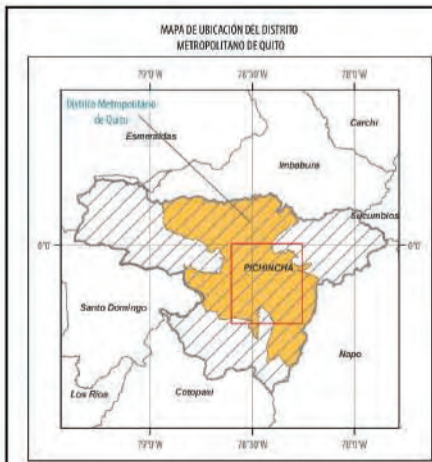 MAPA DE UBICACIÓN DEL DISTRITO
METROPOLITANO DE QUITO
79°0'W
78°30'W
78°0'W
Distrito Metropolitano
de Quito
Esmeraldas
Carchi
Imbabura
Sucumbíos
0°0'
0°0'
PICHINCHA
Santo Domingo
Napo
Los Ríos
Cotopaxi
79°0'W
78°30'W
78°0'W